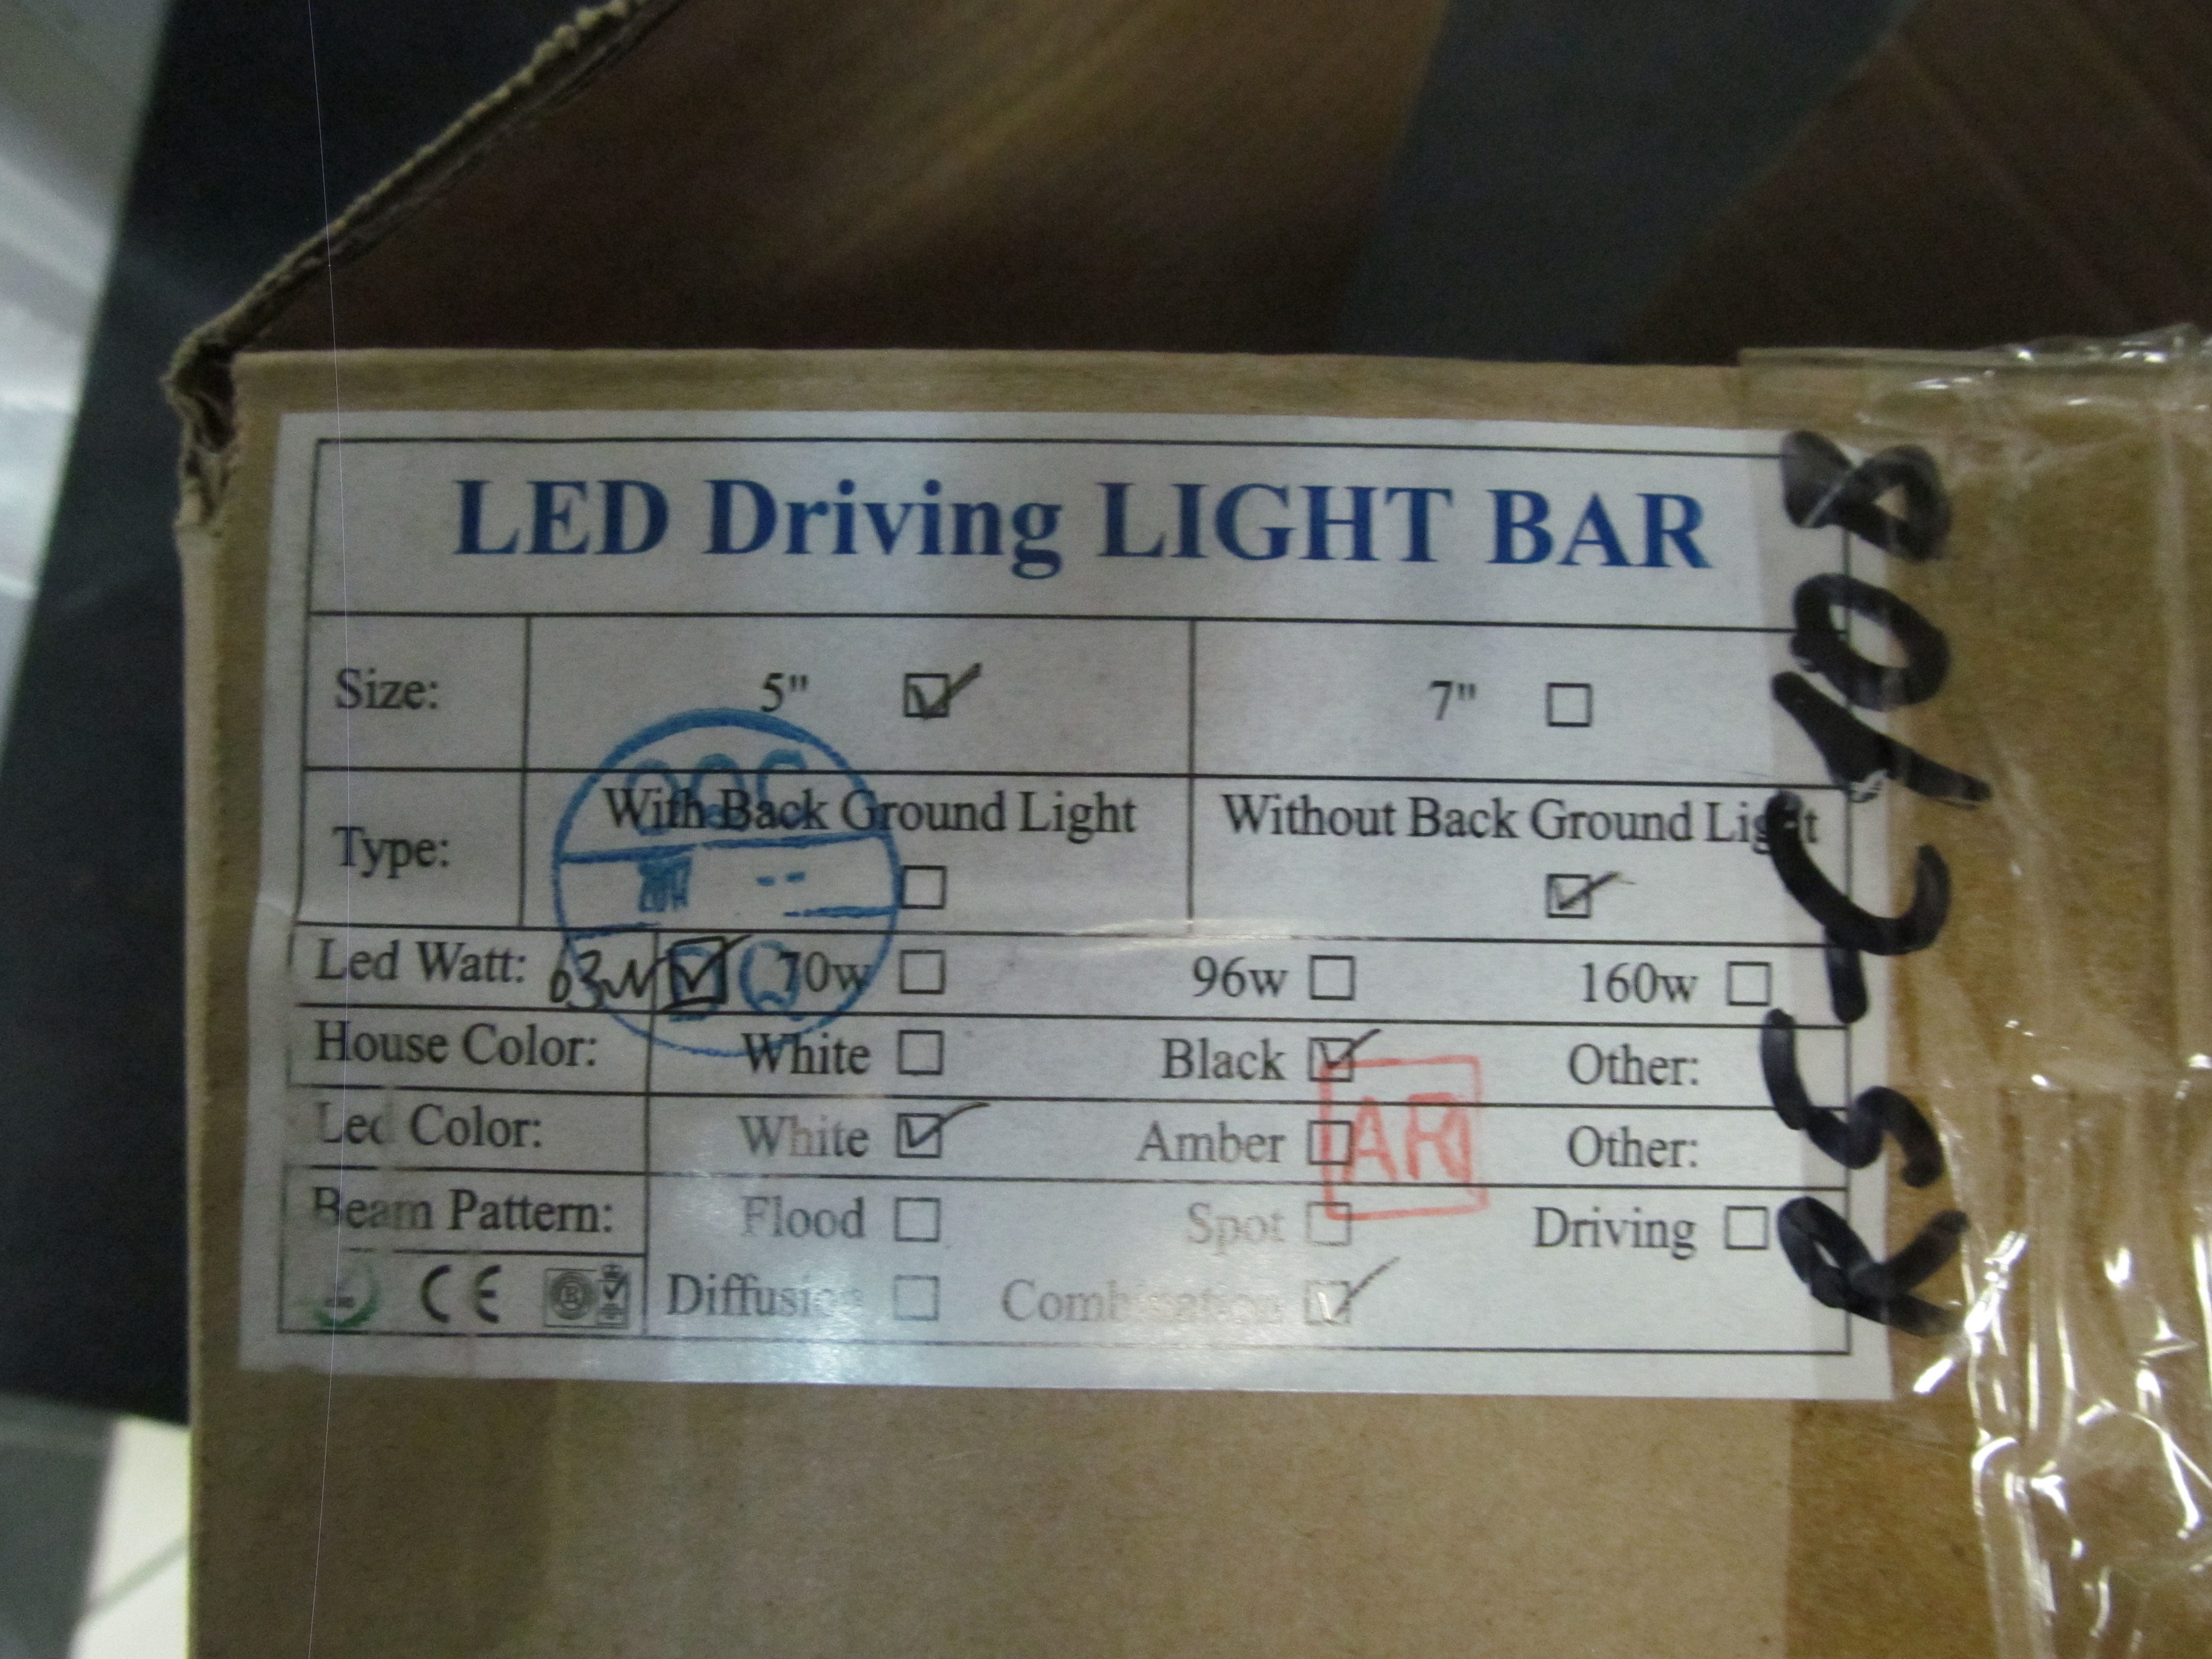 LED Driving LIGHT BAR
Size: 5" ☑ 7" ☐
Type: With Back Ground Light ☐ Without Back Ground Light ☑
Led Watt: 63w ☑ 70w ☐ 96w ☐ 160w ☐
House Color: White ☐ Black ☑ Other:
Led Color: White ☑ Amber ☐ Other:
Beam Pattern: Flood ☐ Spot ☐ Driving ☐
CE Combination ☑
AR